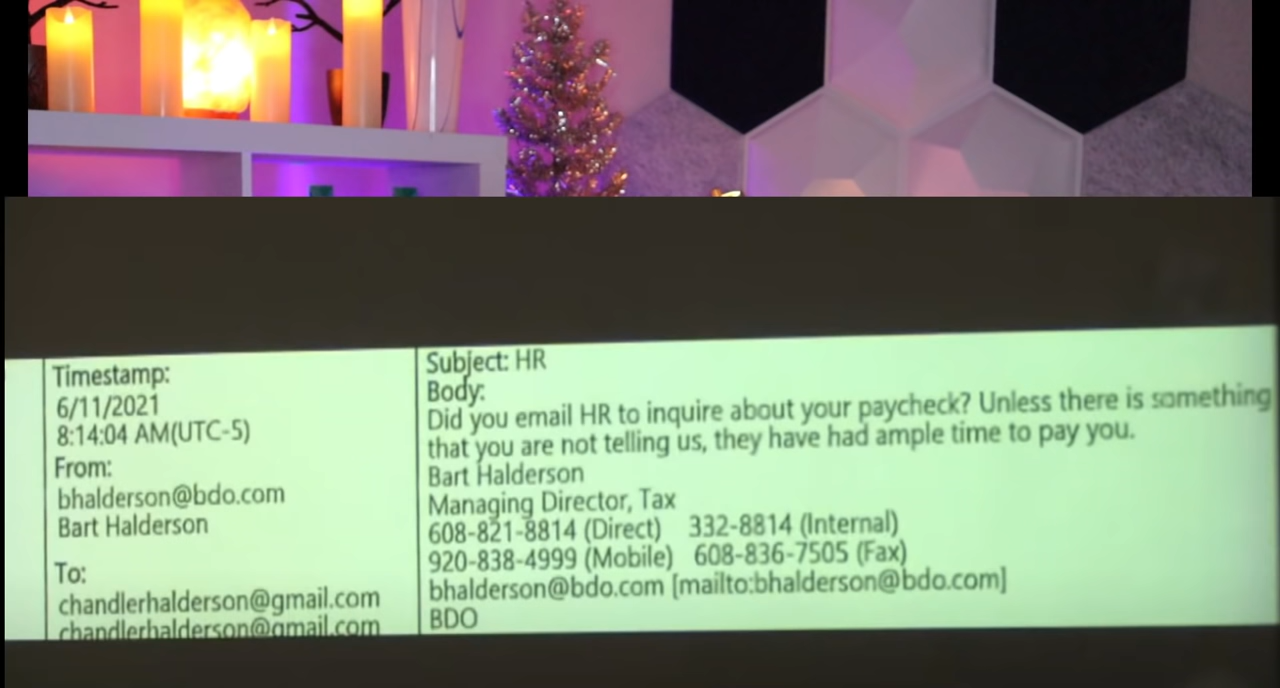 Timestamp:
6/11/2021
8:14:04 AM(UTC-5)
From:
bhalderson@bdo.com
Bart Halderson
To:
chandlerhalderson@gmail.com
chandlerhalderson@gmail.com
Subject: HR
Body:
Did you email HR to inquire about your paycheck? Unless there is something
that you are not telling us, they have had ample time to pay you.
Bart Halderson
Managing Director, Tax
608-821-8814 (Direct) 332-8814 (Internal)
920-838-4999 (Mobile) 608-836-7505 (Fax)
bhalderson@bdo.com [mailto:bhalderson@bdo.com]
BDO